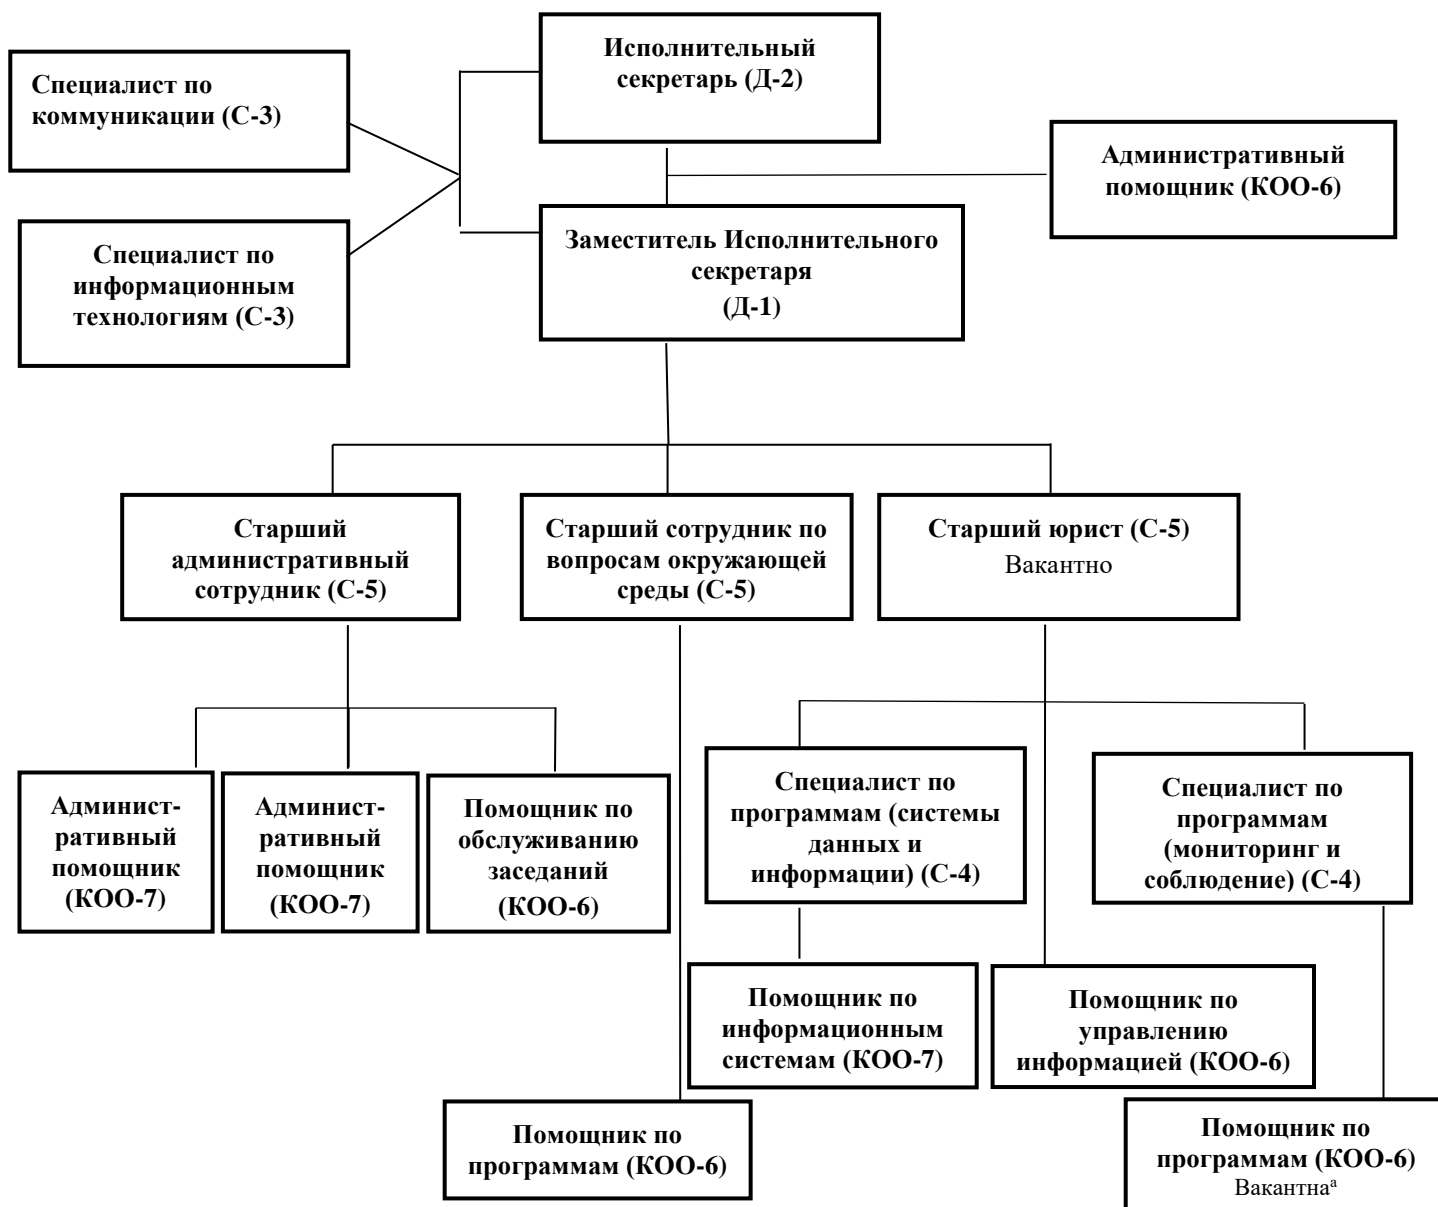 Исполнительный
секретарь (Д-2)
Специалист по
коммуникации (С-3)
Административный
помощник (КОО-6)
Специалист по
информационным
технологиям (С-3)
Заместитель Исполнительного
секретаря
(Д-1)
Старший
административный
сотрудник (С-5)
Старший сотрудник по
вопросам окружающей
среды (С-5)
Старший юрист (С-5)
Вакантно
Админист-
ративный
помощник
(КОО-7)
Админист-
ративный
помощник
(КОО-7)
Помощник по
обслуживанию
заседаний
(КОО-6)
Специалист по
программам (системы
данных и
информации) (С-4)
Специалист по
программам
(мониторинг и
соблюдение) (С-4)
Помощник по
информационным
системам (КОО-7)
Помощник по
управлению
информацией (КОО-6)
Помощник по
программам (КОО-6)
Помощник по
программам (КОО-6)
Вакантнаᵃ